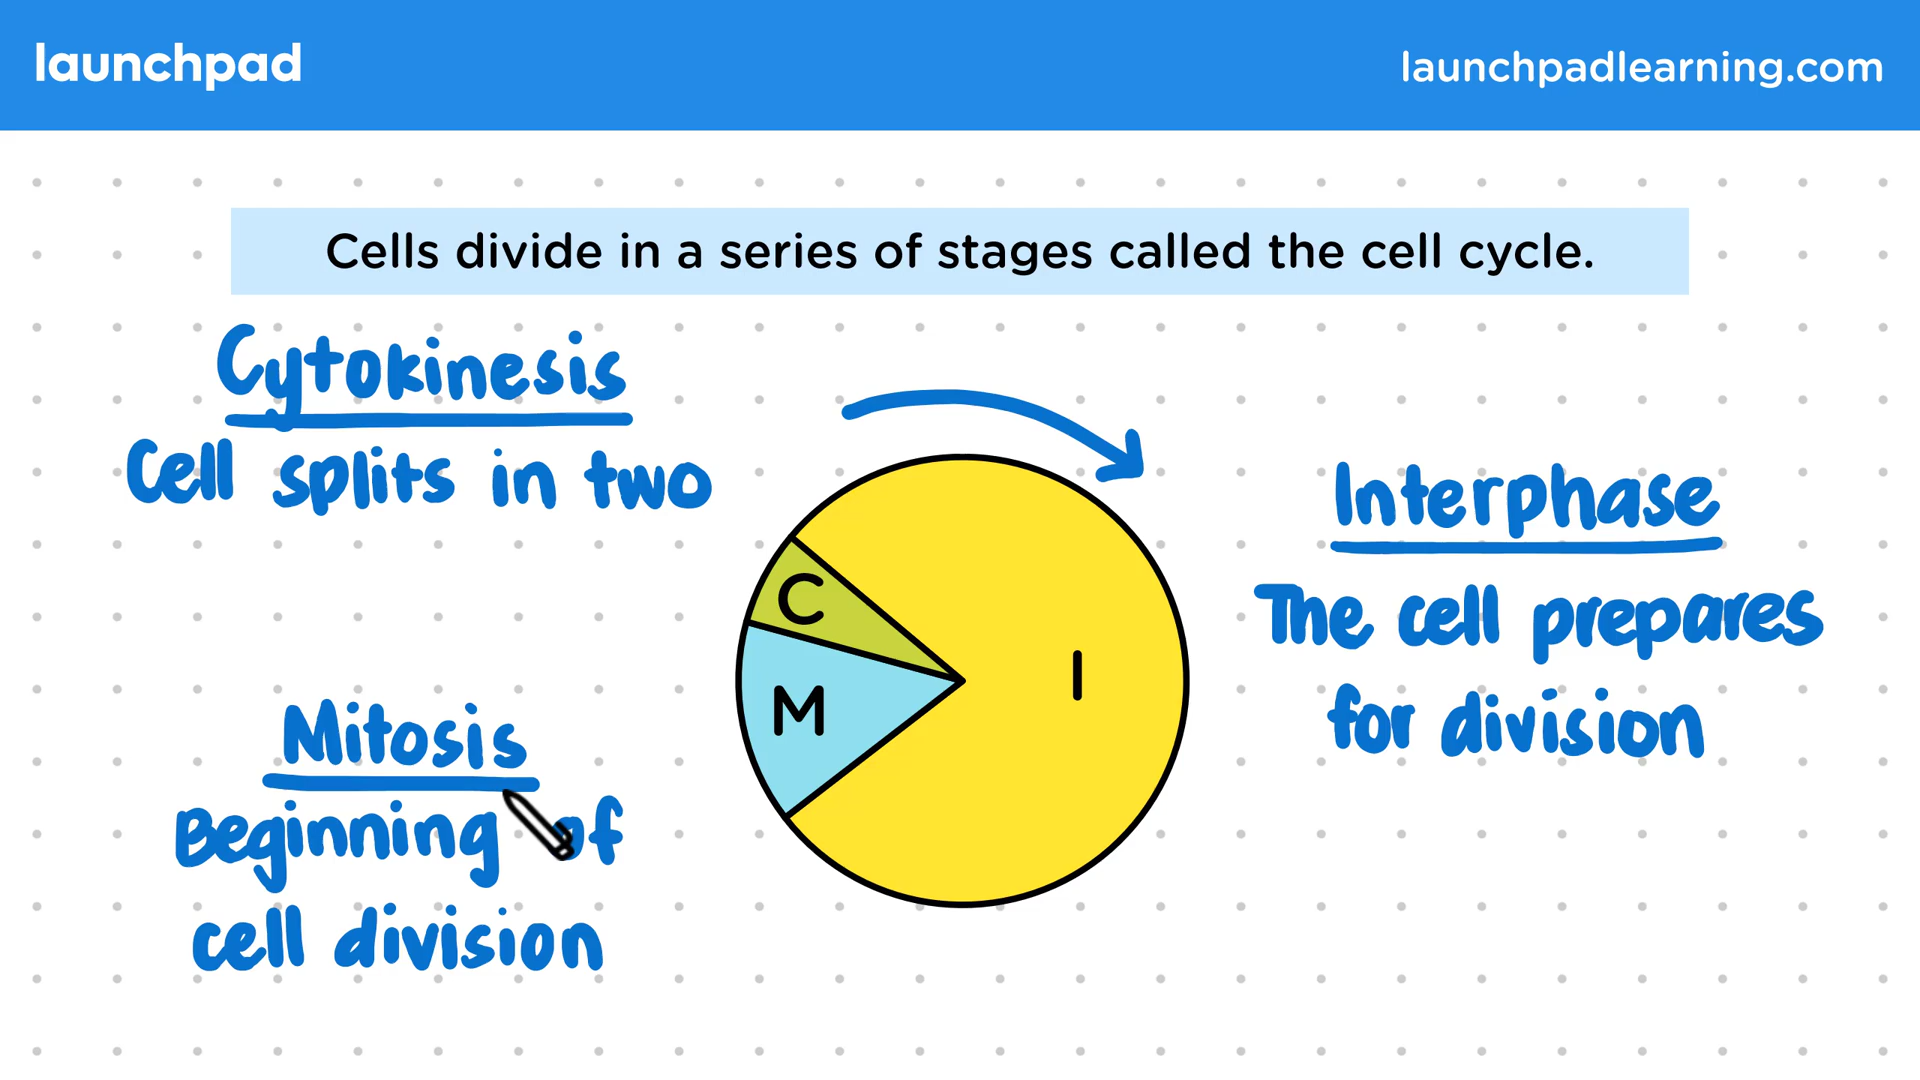 launchpad
launchpadlearning.com
Cells divide in a series of stages called the cell cycle.
Cytokinesis
Cell splits in two
Interphase
The cell prepares
for division
C
M
I
Mitosis
Beginning of
cell division